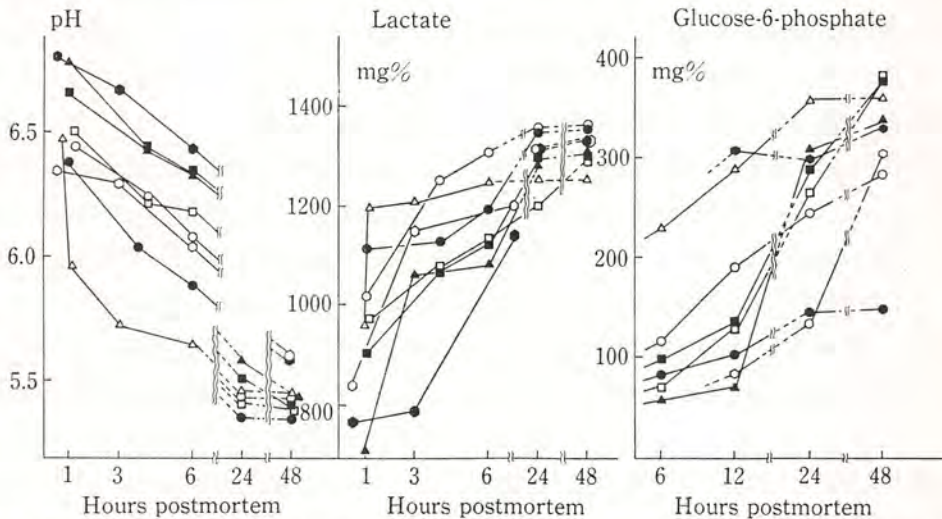 pH
6.5
6.0
5.5
1 3 6 24 48
Hours postmortem
Lactate
mg%
1400
1200
1000
800
1 3 6 24 48
Hours postmortem
Glucose-6-phosphate
400
mg%
300
200
100
6 12 24 48
Hours postmortem